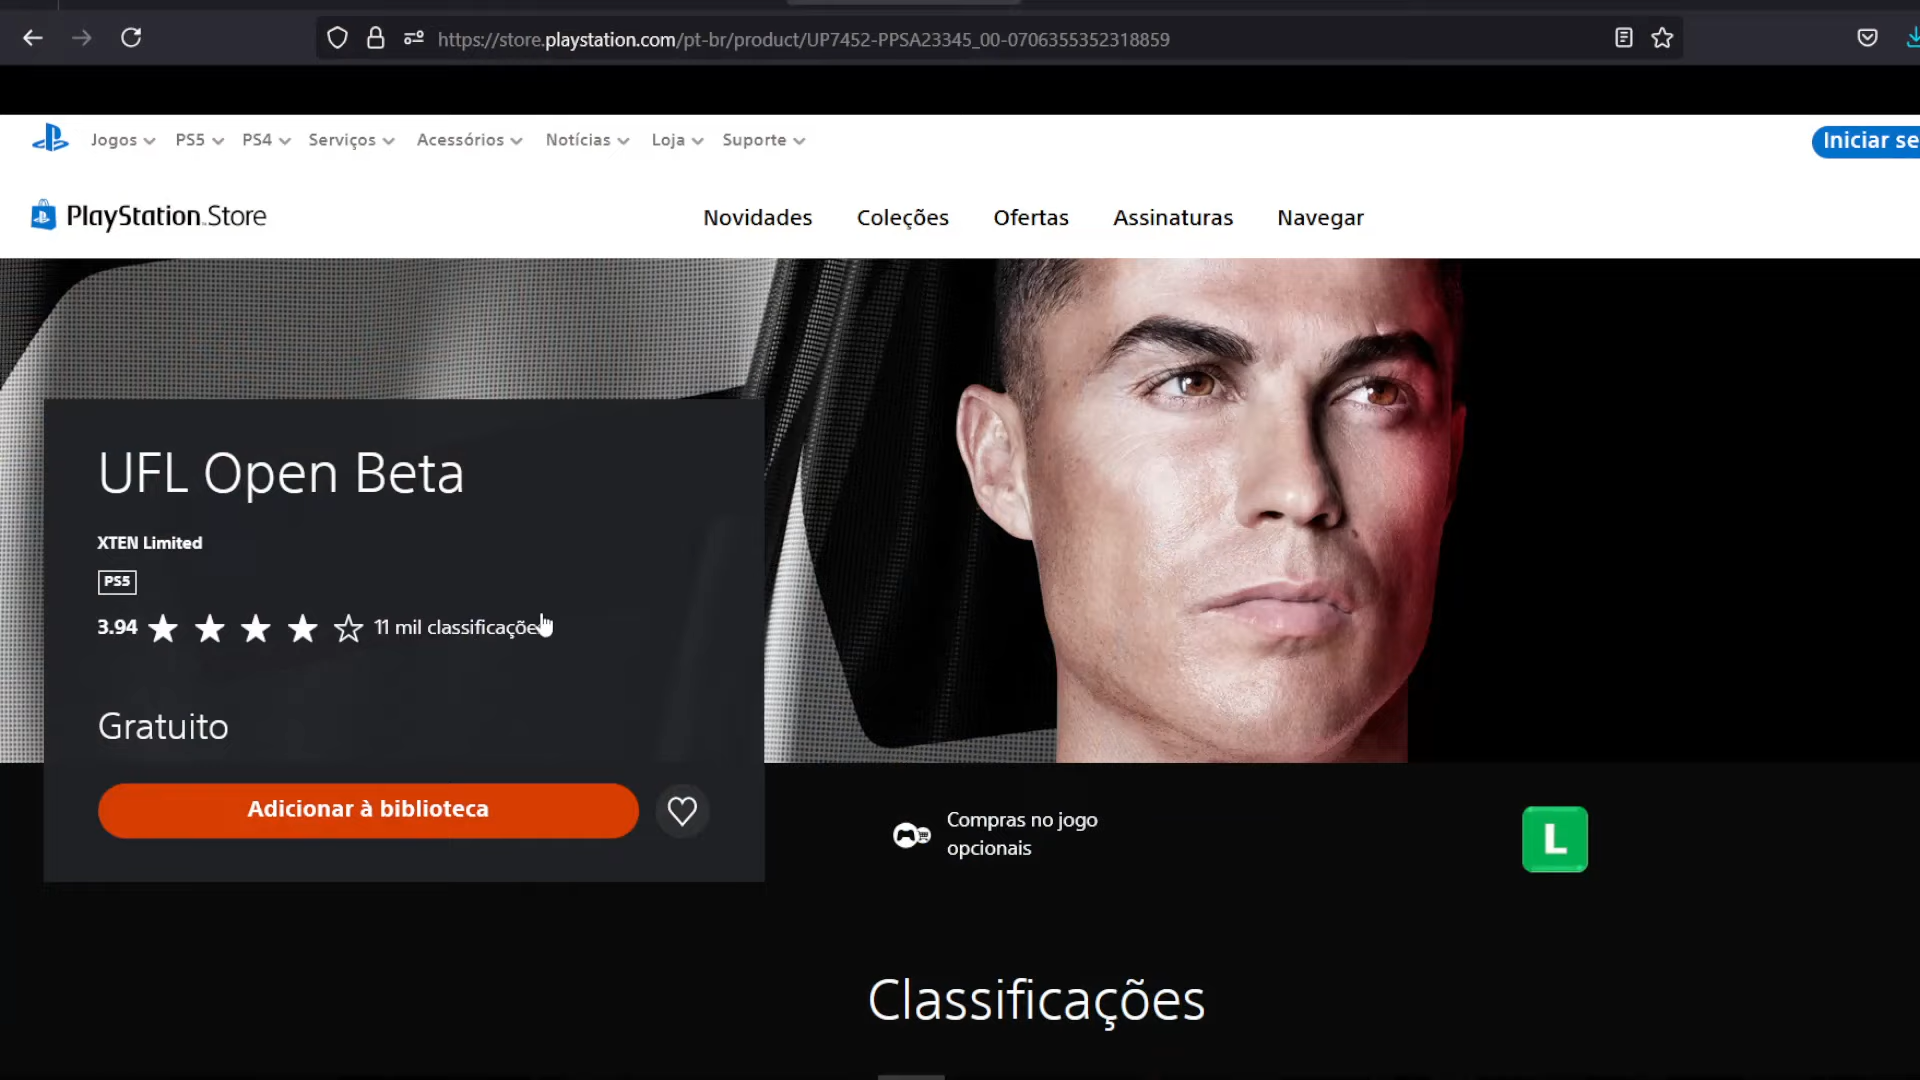 https://store.playstation.com/pt-br/product/UP7452-PPSA23345_00-0706355352318859
Jogos PS5 PS4 Serviços Acessórios Notícias Loja Suporte
Iniciar se
PlayStation Store
Novidades Coleções Ofertas Assinaturas Navegar
UFL Open Beta
XTEN Limited
PS5
3.94 11 mil classificaçõe
Gratuito
Adicionar à biblioteca
Compras no jogo
opcionais
L
Classificações